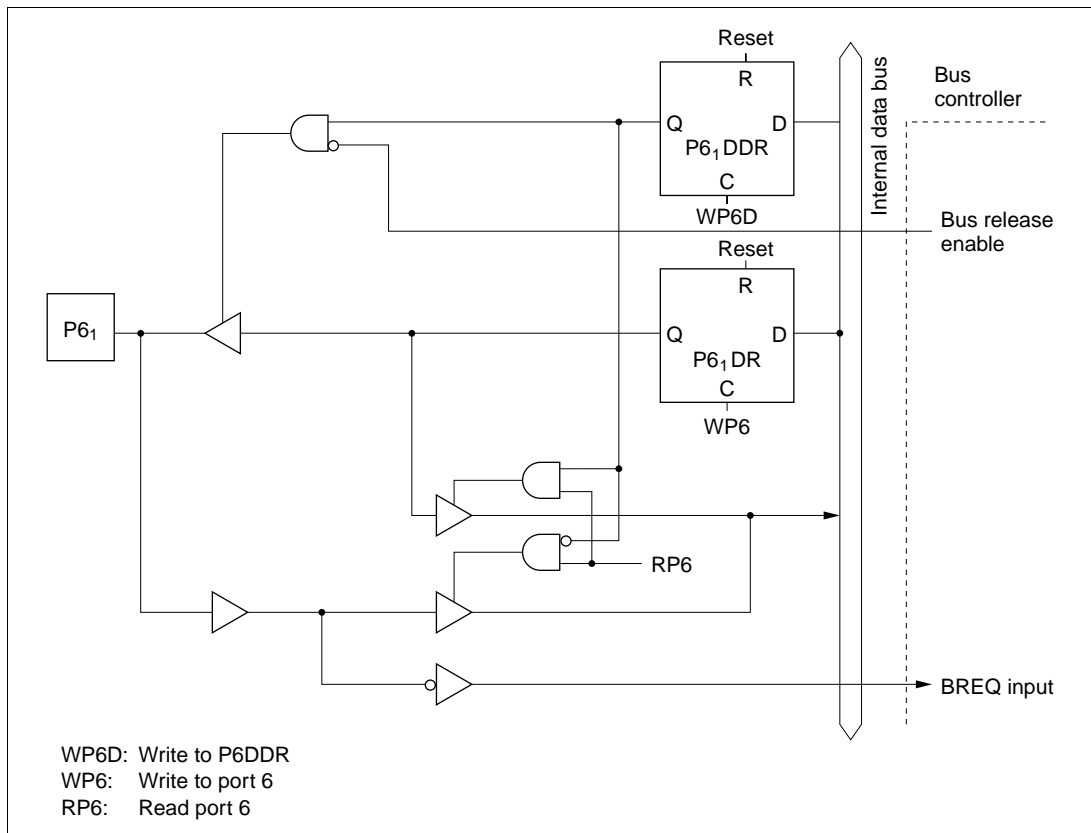 Reset
R
Q D
P6₁DDR
C
WP6D
Internal data bus
Bus
controller
Bus release
enable
Reset
R
P6₁
Q D
P6₁DR
C
WP6
RP6
BREQ input
WP6D: Write to P6DDR
WP6: Write to port 6
RP6: Read port 6